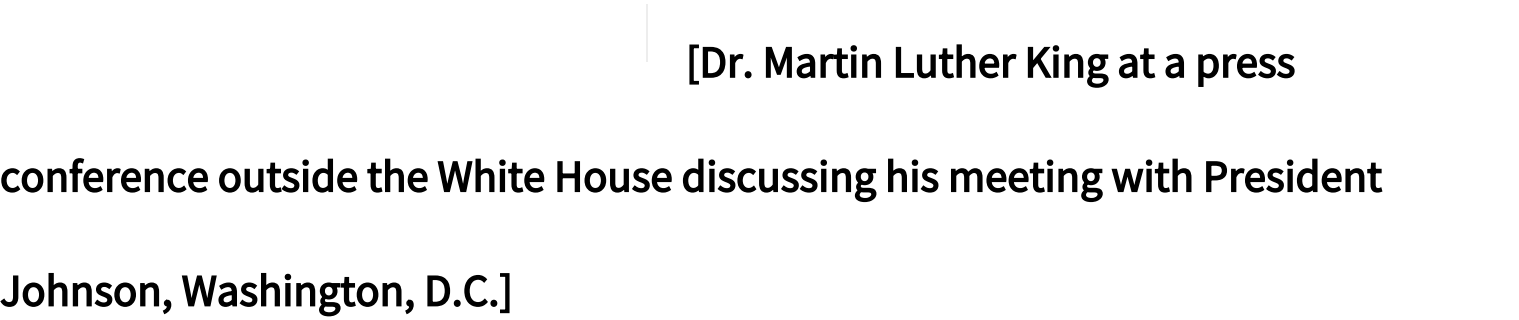 [Dr. Martin Luther King at a press
conference outside the White House discussing his meeting with President
Johnson, Washington, D.C.]